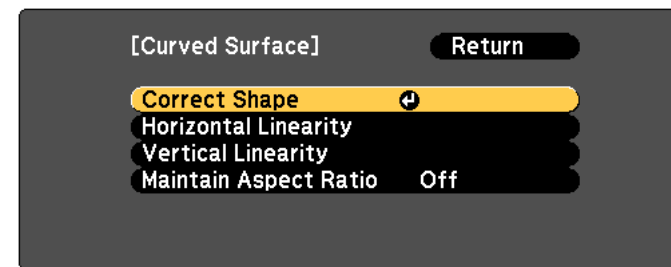 [Curved Surface] Return
Correct Shape
Horizontal Linearity
Vertical Linearity
Maintain Aspect Ratio Off